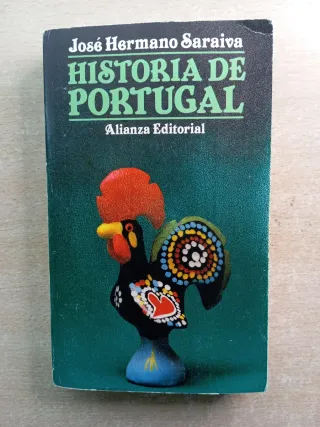 José Hermano Saraiva
HISTORIA DE
PORTUGAL
Alianza Editorial